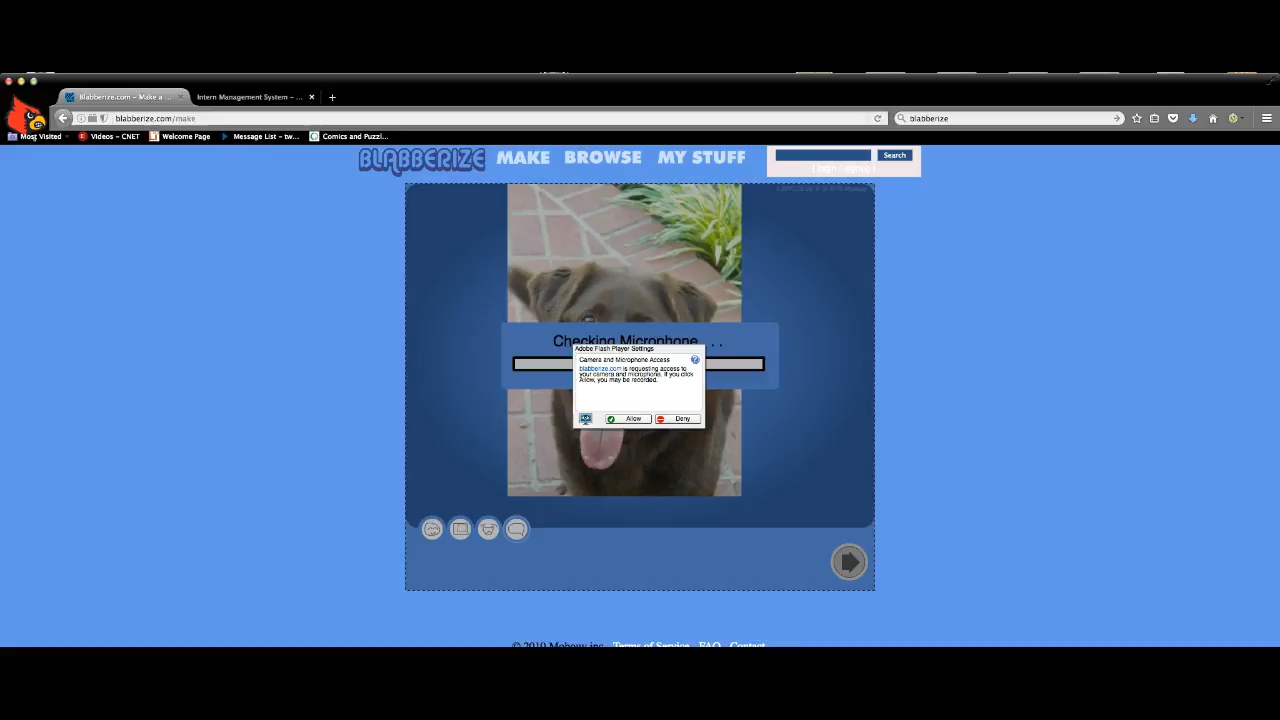 Blabberize.com – Make a ...
Intern Management System – ...
blabberize.com/make
blabberize
Most Visited
Videos – CNET
Welcome Page
Message List – tw...
Comics and Puzzl...
BLABBERIZE
MAKE BROWSE MY STUFF
Search
[ login / signup ]
Checking Microphone . . .
Adobe Flash Player Settings
Camera and Microphone Access
blabberize.com is requesting access to
your camera and microphone. If you click
Allow, you may be recorded.
Allow
Deny
© 2010 Mobouy inc. Terms of Service FAQ Contact